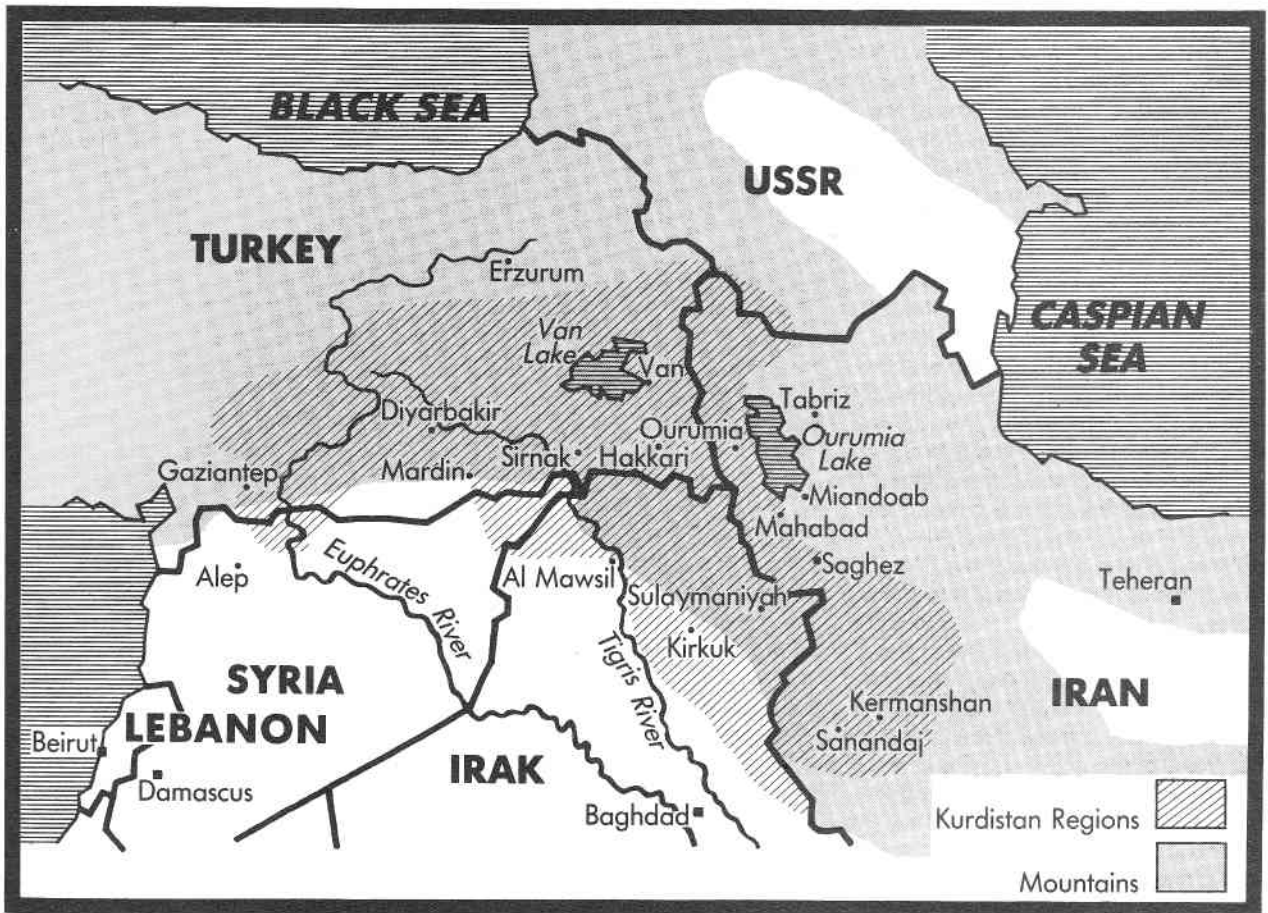 BLACK SEA
USSR
TURKEY
Erzurum
CASPIAN
SEA
Van
Lake
Van
Tabriz
Diyarbakir
Ourumia
Ourumia
Lake
Sirnak
Hakkari
Gaziantep
Mardin
Miandoab
Mahabad
Alep
Euphrates River
Al Mawsil
Saghez
Teheran
Sulaymaniyah
Kirkuk
Tigris River
SYRIA
IRAN
LEBANON
Kermanshan
Sanandaj
Beirut
IRAK
Damascus
Baghdad
Kurdistan Regions
Mountains